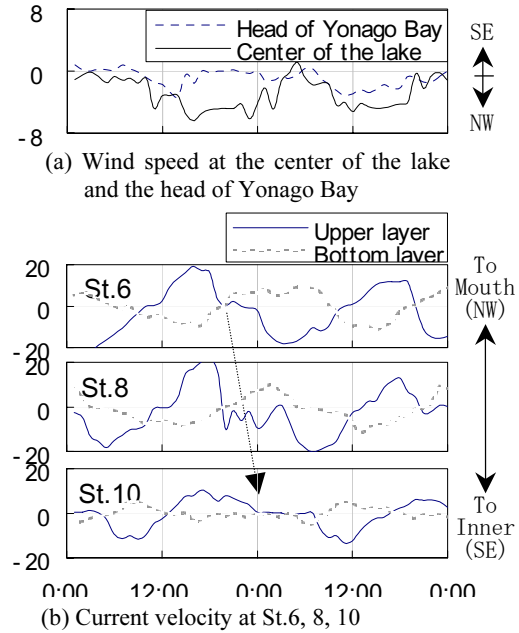 Head of Yonago Bay
Center of the lake
0
-8
SE
NW
(a) Wind speed at the center of the lake
and the head of Yonago Bay
Upper layer
Bottom layer
20
St.6
0
-20
20
St.8
0
-20
20
St.10
0
-20
To
Mouth
(NW)
To
Inner
(SE)
0:00 12:00 0:00 12:00 0:00
(b) Current velocity at St.6, 8, 10